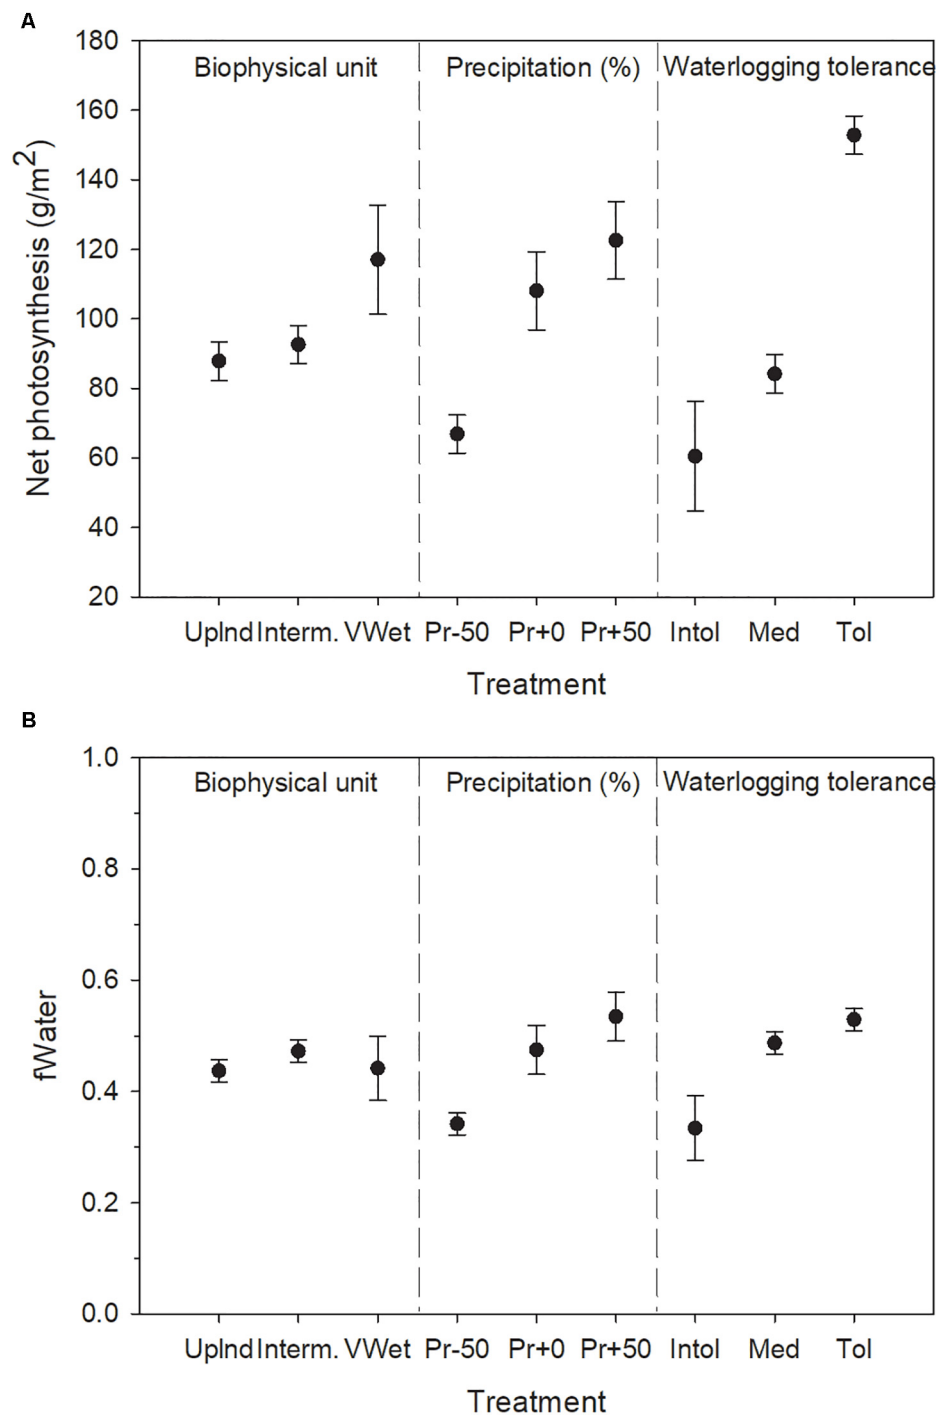 A
180
Biophysical unit Precipitation (%) Waterlogging tolerance
160
140
120
100
80
60
40
20
Net photosynthesis (g/m2)
Uplnd Interm. VWet Pr-50 Pr+0 Pr+50 Intol Med Tol
Treatment
B
1.0
Biophysical unit Precipitation (%) Waterlogging tolerance
0.8
0.6
0.4
0.2
0.0
fWater
Uplnd Interm. VWet Pr-50 Pr+0 Pr+50 Intol Med Tol
Treatment